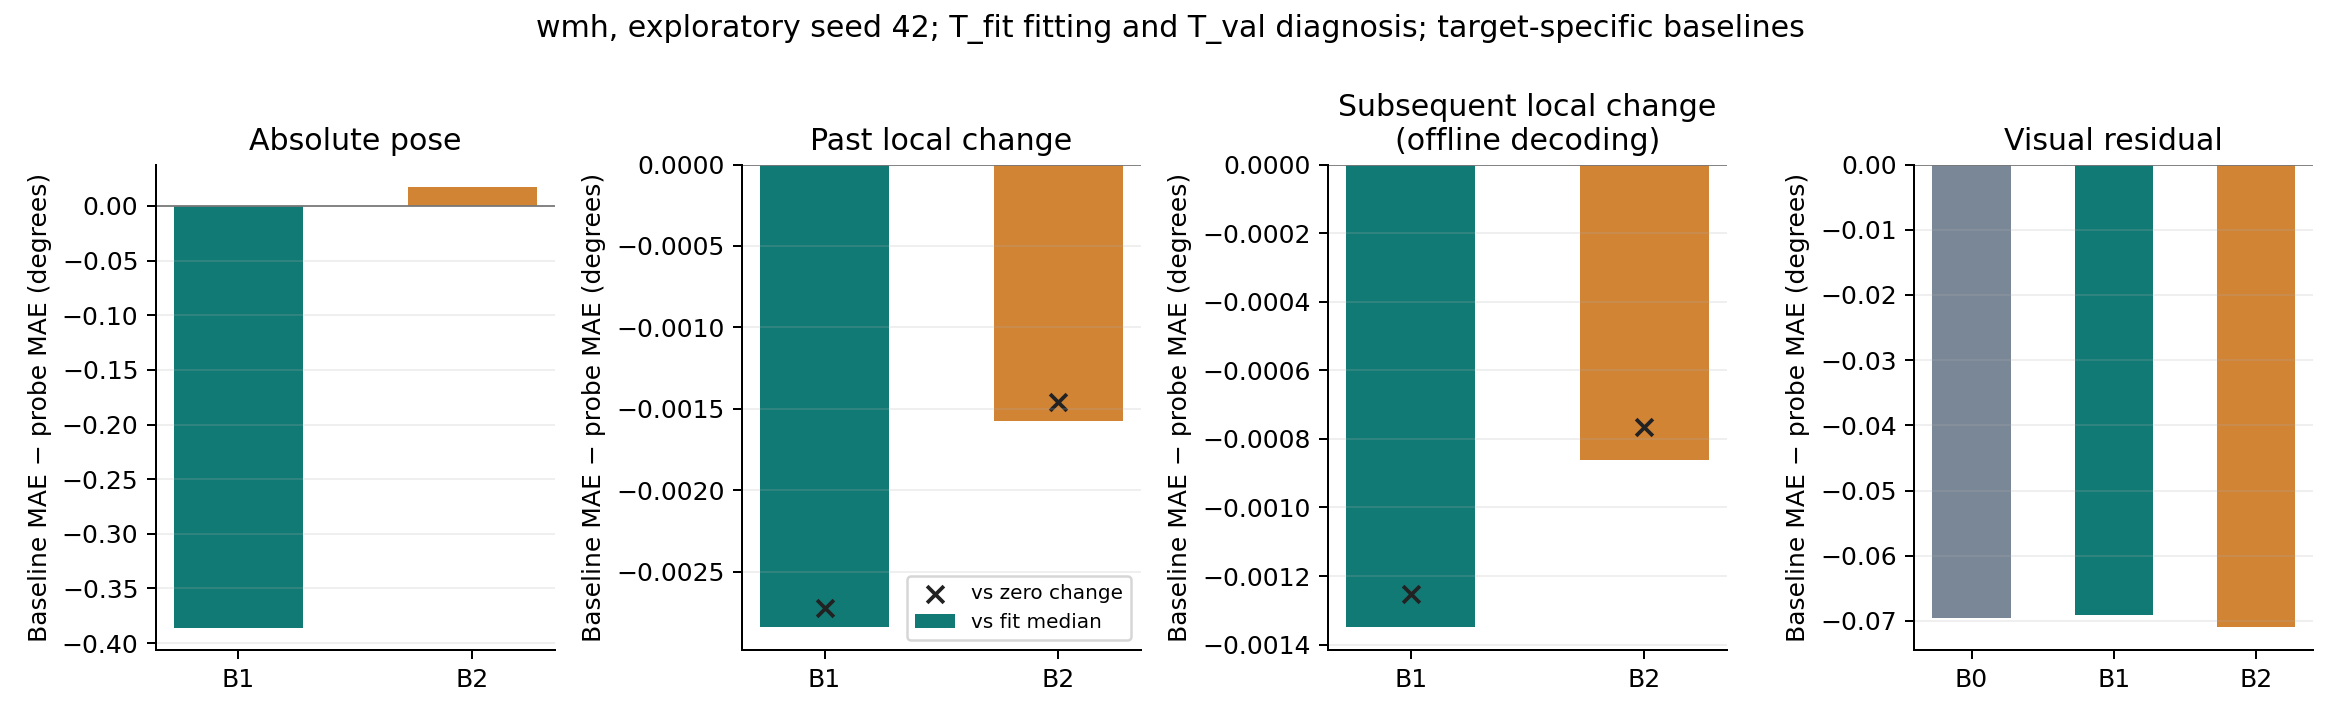 wmh, exploratory seed 42; T_fit fitting and T_val diagnosis; target-specific baselines
Absolute pose
Baseline MAE − probe MAE (degrees)
0.00
−0.05
−0.10
−0.15
−0.20
−0.25
−0.30
−0.35
−0.40
B1
B2
Past local change
Baseline MAE − probe MAE (degrees)
0.0000
−0.0005
−0.0010
−0.0015
−0.0020
−0.0025
vs zero change
vs fit median
B1
B2
Subsequent local change
(offline decoding)
Baseline MAE − probe MAE (degrees)
0.0000
−0.0002
−0.0004
−0.0006
−0.0008
−0.0010
−0.0012
−0.0014
B1
B2
Visual residual
Baseline MAE − probe MAE (degrees)
0.00
−0.01
−0.02
−0.03
−0.04
−0.05
−0.06
−0.07
B0
B1
B2